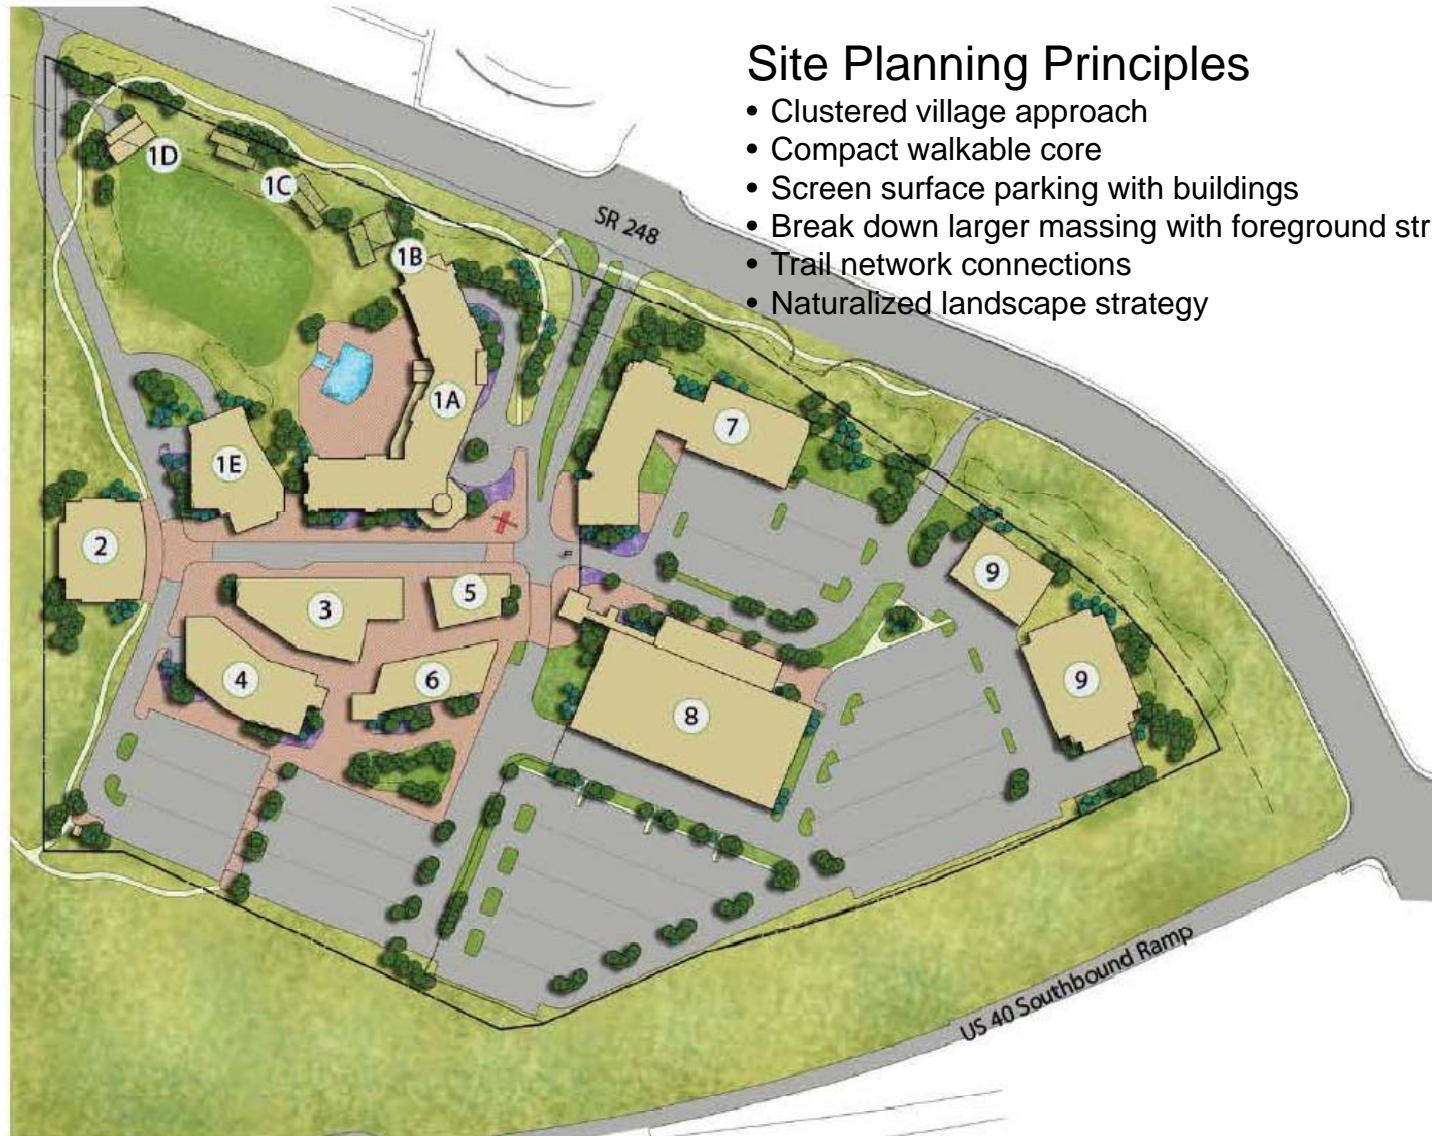 Site Planning Principles
• Clustered village approach
• Compact walkable core
• Screen surface parking with buildings
• Break down larger massing with foreground str
• Trail network connections
• Naturalized landscape strategy
SR 248
1D
1C
1B
1A
1E
7
2
3
5
4
6
8
9
9
US 40 Southbound Ramp